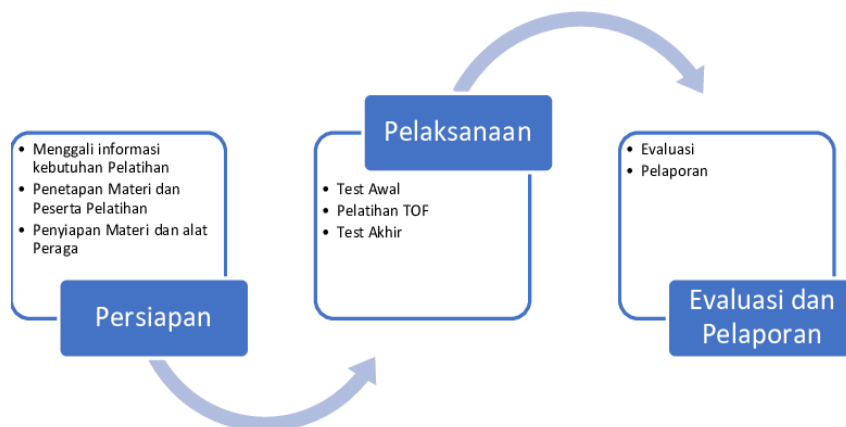 • Menggali informasi
kebutuhan Pelatihan
• Penetapan Materi dan
Peserta Pelatihan
• Penyiapan Materi dan alat
Peraga
Persiapan
Pelaksanaan
• Test Awal
• Pelatihan TOF
• Test Akhir
• Evaluasi
• Pelaporan
Evaluasi dan
Pelaporan